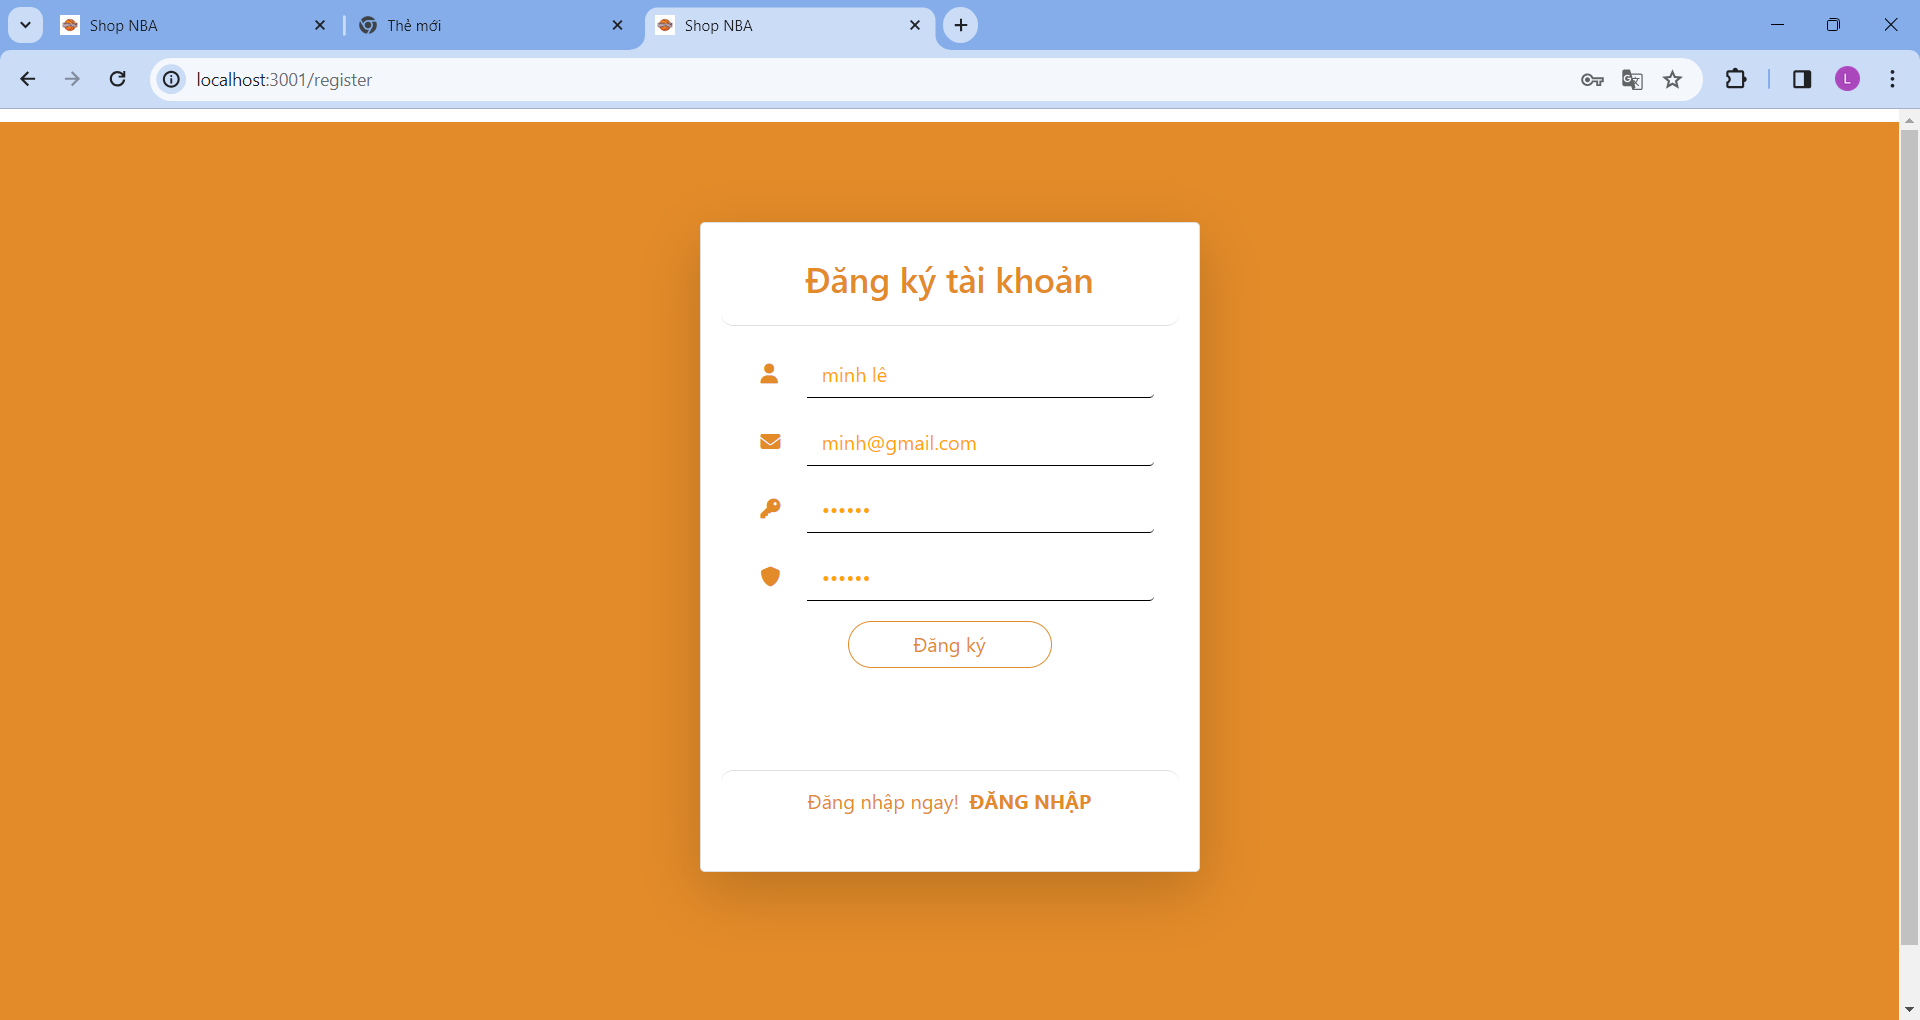 Shop NBA
Thẻ mới
Shop NBA
localhost:3001/register
L
Đăng ký tài khoản
minh lê
minh@gmail.com
••••••
••••••
Đăng ký
Đăng nhập ngay! ĐĂNG NHẬP